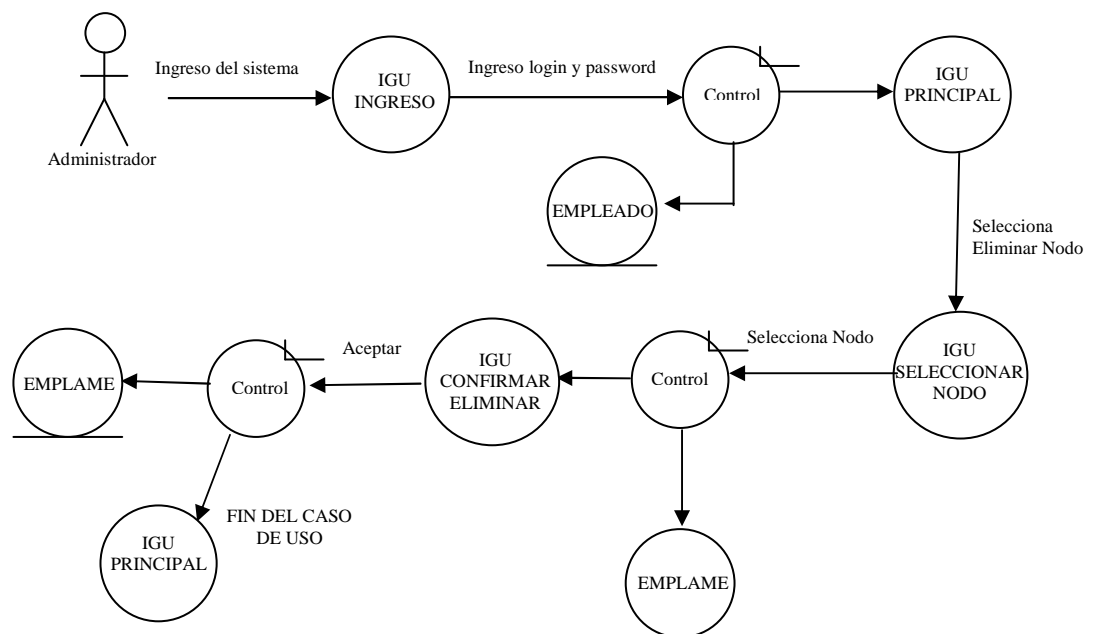 Ingreso del sistema
IGU
INGRESO
Ingreso login y password
Control
IGU
PRINCIPAL
Administrador
EMPLEADO
Selecciona
Eliminar Nodo
EMPLAME
Control
Aceptar
IGU
CONFIRMAR
ELIMINAR
Control
Selecciona Nodo
IGU
SELECCIONAR
NODO
IGU
PRINCIPAL
FIN DEL CASO
DE USO
EMPLAME